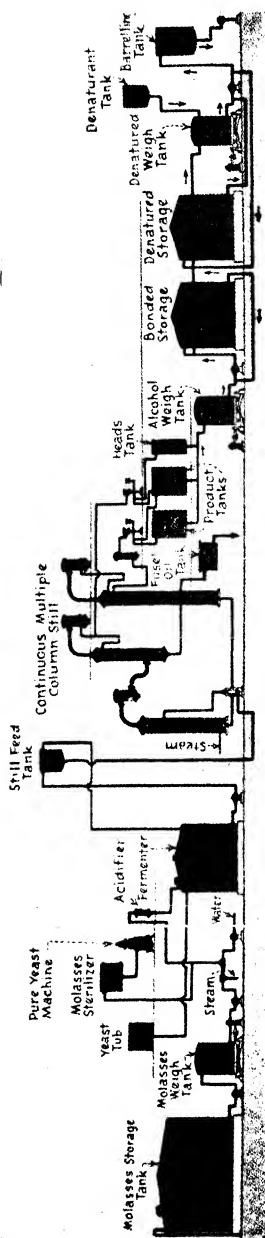 Molasses Storage
Tank
Molasses
Weigh Tank
Yeast
Tub
Molasses
Sterilizer
Pure Yeast
Machine
Steam
Water
Acidifier
Fermenter
Still Feed
Tank
Steam
Continuous Multiple
Column Still
Fusel
Oil
Tank
Heads
Tank
Product
Tanks
Alcohol Weigh
Tank
Bonded Storage
Denatured Storage
Denatured
Weigh
Tank
Denaturant
Tank
Barrelling
Tank